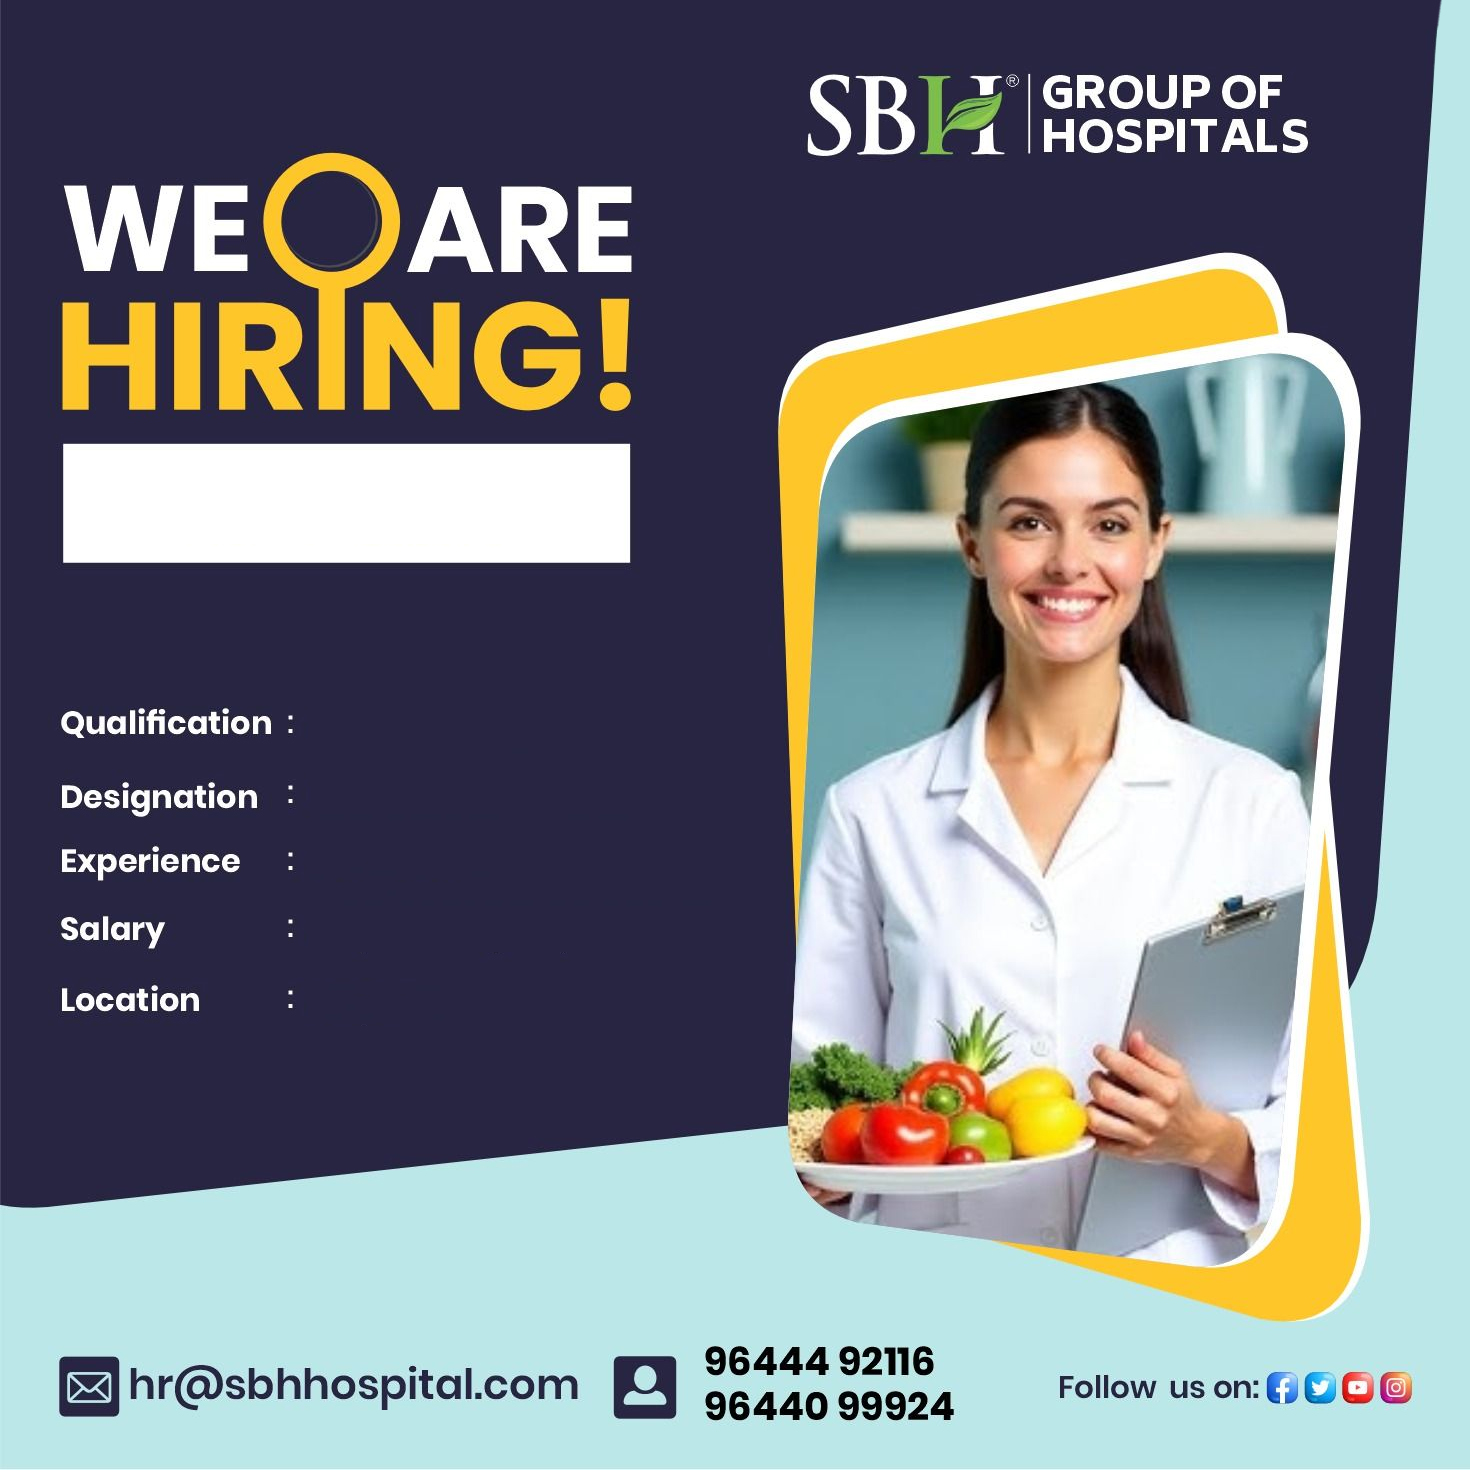 SBH® GROUP OF
HOSPITALS
WE ARE
HIRING!
Qualification :
Designation :
Experience :
Salary :
Location :
hr@sbhhospital.com
96444 92116
96440 99924
Follow us on: